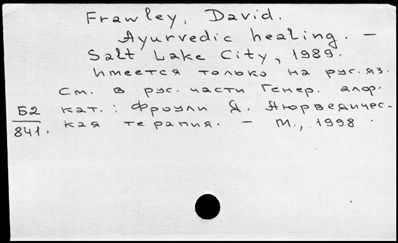 Frawley, David.
Ayurvedic healing. –
Salt Lake City, 1989.
Имеется только на рус. яз.
См. в рус. части Генер. алф.
Б2 кат.: Фроули Д. Аюрведичес-
841. кая терапия. – М., 1998.